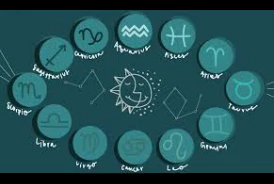 Aquarius
Pisces
Aries
Taurus
Gemini
Leo
Cancer
Virgo
Libra
Scorpio
Sagittarius
Capricorn